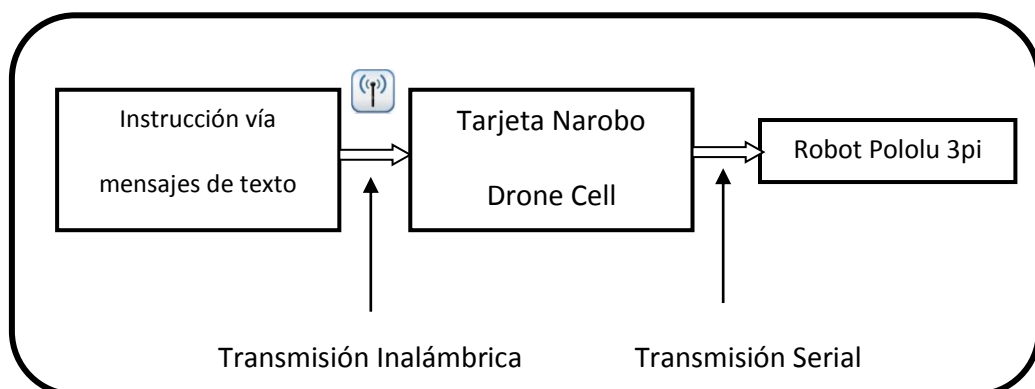 Instrucción vía
mensajes de texto
Tarjeta Narobo
Drone Cell
Robot Pololu 3pi
Transmisión Inalámbrica
Transmisión Serial